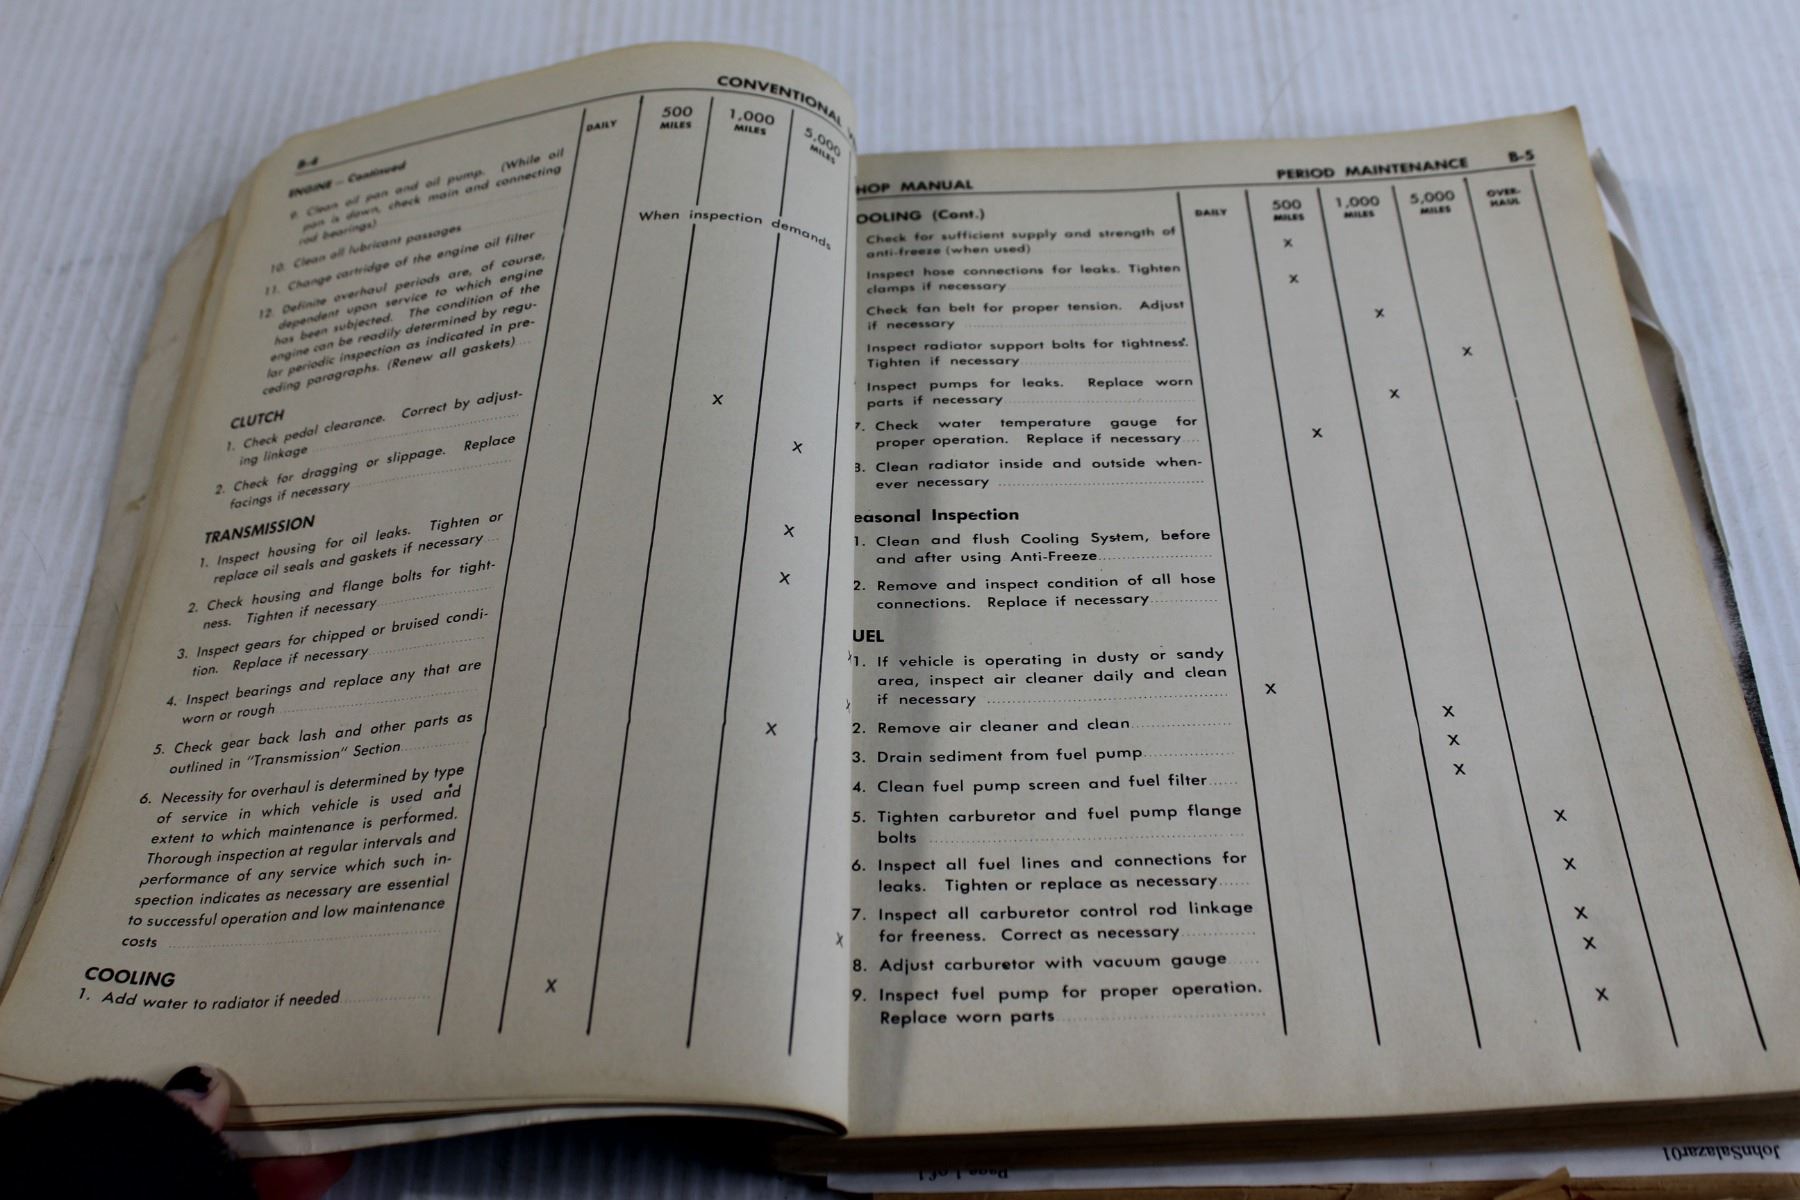 B-4
CONVENTIONAL
ENGINE — Continued
DAILY
500 MILES
1,000 MILES
5,000 MILES
9. Clean oil pan and oil pump. (While oil
pan is down, check main and connecting
rod bearings)
When inspection demands
10. Clean all lubricant passages
11. Change cartridge of the engine oil filter
12. Definite overhaul periods are, of course,
dependent upon service to which engine
has been subjected. The condition of the
engine can be readily determined by regu-
lar periodic inspection as indicated in pre-
ceding paragraphs. (Renew all gaskets)
CLUTCH
1. Check pedal clearance. Correct by adjust-
ing linkage X
2. Check for dragging or slippage. Replace
facings if necessary X
TRANSMISSION
1. Inspect housing for oil leaks. Tighten or
replace oil seals and gaskets if necessary X
2. Check housing and flange bolts for tight-
ness. Tighten if necessary X
3. Inspect gears for chipped or bruised condi-
tion. Replace if necessary
4. Inspect bearings and replace any that are
worn or rough
5. Check gear back lash and other parts as
outlined in "Transmission" Section X
6. Necessity for overhaul is determined by type
of service in which vehicle is used and
extent to which maintenance is performed.
Thorough inspection at regular intervals and
performance of any service which such in-
spection indicates as necessary are essential
to successful operation and low maintenance
costs X
COOLING
1. Add water to radiator if needed X
HOP MANUAL
PERIOD MAINTENANCE
B-5
OOLING (Cont.)
DAILY
500 MILES
1,000 MILES
5,000 MILES
OVER-HAUL
Check for sufficient supply and strength of
anti-freeze (when used) X
Inspect hose connections for leaks. Tighten
clamps if necessary X
Check fan belt for proper tension. Adjust
if necessary X
Inspect radiator support bolts for tightness.
Tighten if necessary X
Inspect pumps for leaks. Replace worn
parts if necessary X
7. Check water temperature gauge for
proper operation. Replace if necessary X
8. Clean radiator inside and outside when-
ever necessary
easonal Inspection
1. Clean and flush Cooling System, before
and after using Anti-Freeze
2. Remove and inspect condition of all hose
connections. Replace if necessary
UEL
1. If vehicle is operating in dusty or sandy
area, inspect air cleaner daily and clean
if necessary X
2. Remove air cleaner and clean X
3. Drain sediment from fuel pump X
4. Clean fuel pump screen and fuel filter X
5. Tighten carburetor and fuel pump flange
bolts X
6. Inspect all fuel lines and connections for
leaks. Tighten or replace as necessary X
7. Inspect all carburetor control rod linkage
for freeness. Correct as necessary X
8. Adjust carburetor with vacuum gauge X
9. Inspect fuel pump for proper operation.
Replace worn parts X
Page 1 of 1
JohnSalazar01